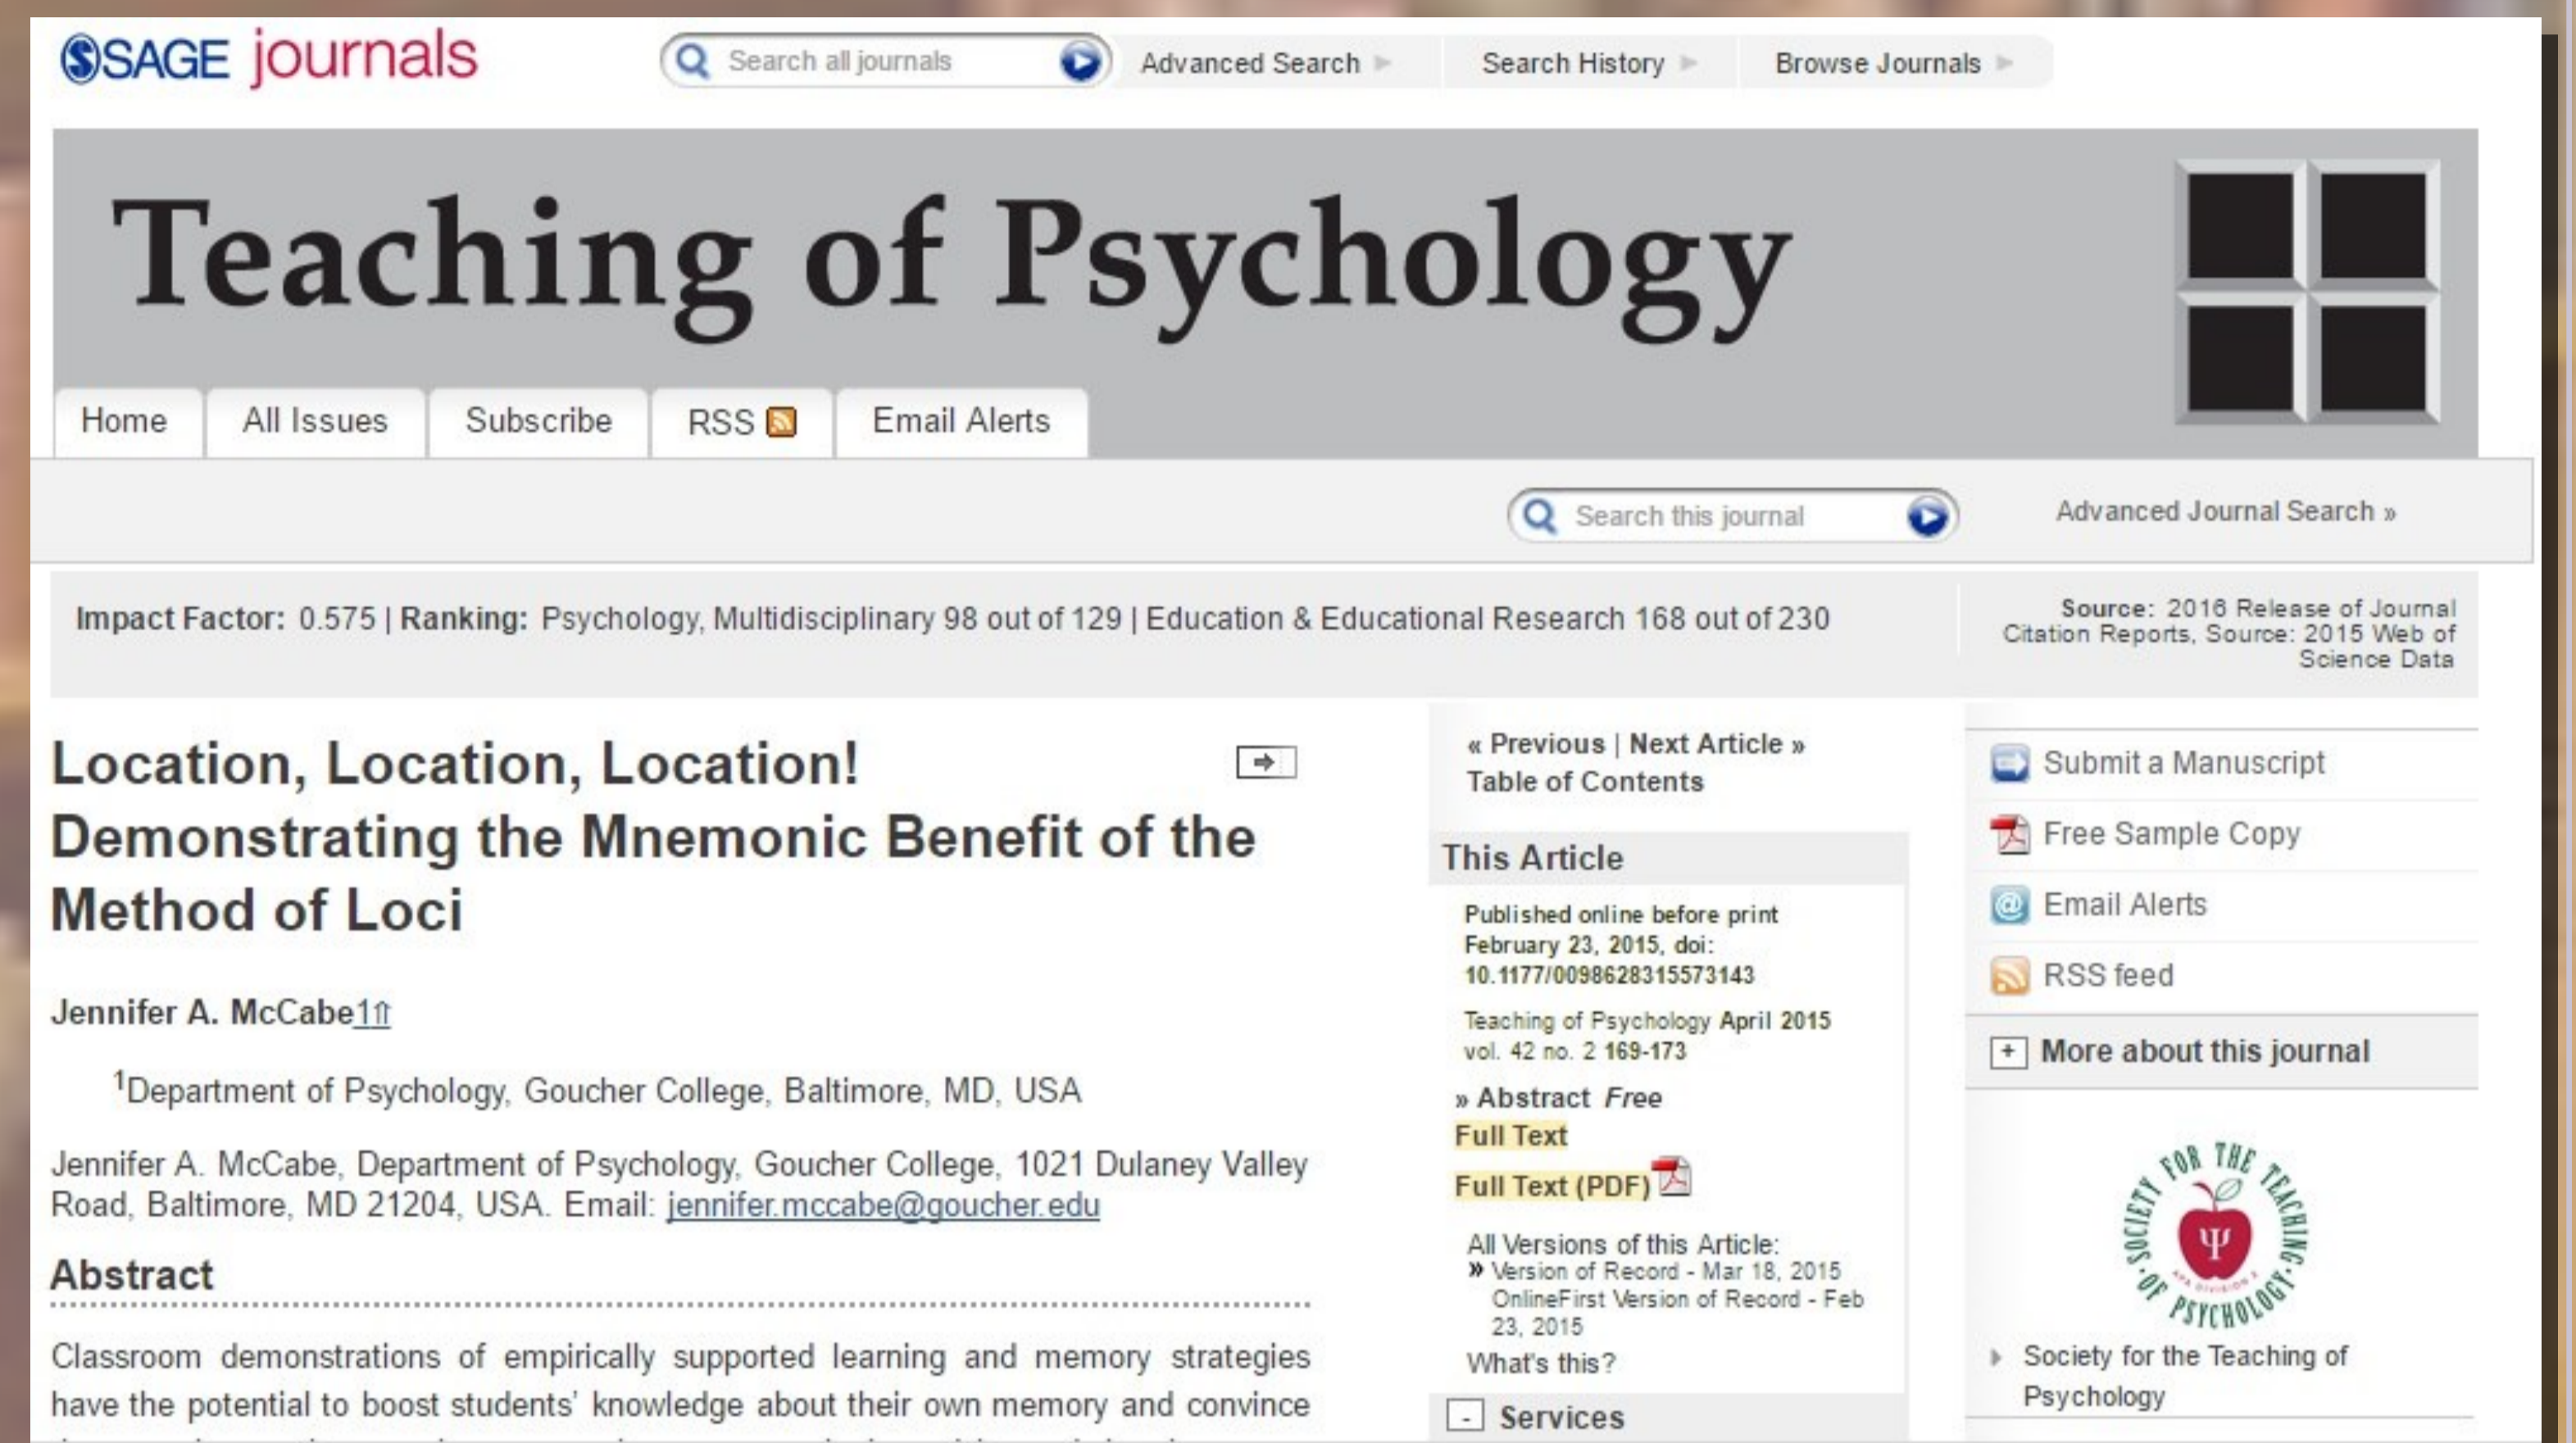 SAGE journals
Search all journals
Advanced Search
Search History
Browse Journals
Teaching of Psychology
Home
All Issues
Subscribe
RSS
Email Alerts
Search this journal
Advanced Journal Search »
Impact Factor: 0.575 | Ranking: Psychology, Multidisciplinary 98 out of 129 | Education & Educational Research 168 out of 230
Source: 2016 Release of Journal
Citation Reports, Source: 2015 Web of
Science Data
Location, Location, Location!
Demonstrating the Mnemonic Benefit of the
Method of Loci
Jennifer A. McCabe1⇑
1Department of Psychology, Goucher College, Baltimore, MD, USA
Jennifer A. McCabe, Department of Psychology, Goucher College, 1021 Dulaney Valley
Road, Baltimore, MD 21204, USA. Email: jennifer.mccabe@goucher.edu
Abstract
Classroom demonstrations of empirically supported learning and memory strategies
have the potential to boost students' knowledge about their own memory and convince
« Previous | Next Article »
Table of Contents
This Article
Published online before print
February 23, 2015, doi:
10.1177/0098628315573143
Teaching of Psychology April 2015
vol. 42 no. 2 169-173
» Abstract Free
Full Text
Full Text (PDF)
All Versions of this Article:
» Version of Record - Mar 18, 2015
OnlineFirst Version of Record - Feb
23, 2015
What's this?
- Services
Submit a Manuscript
Free Sample Copy
@ Email Alerts
RSS feed
+ More about this journal
SOCIETY FOR THE TEACHING OF PSYCHOLOGY
Ψ
APA DIVISION 2
Society for the Teaching of
Psychology